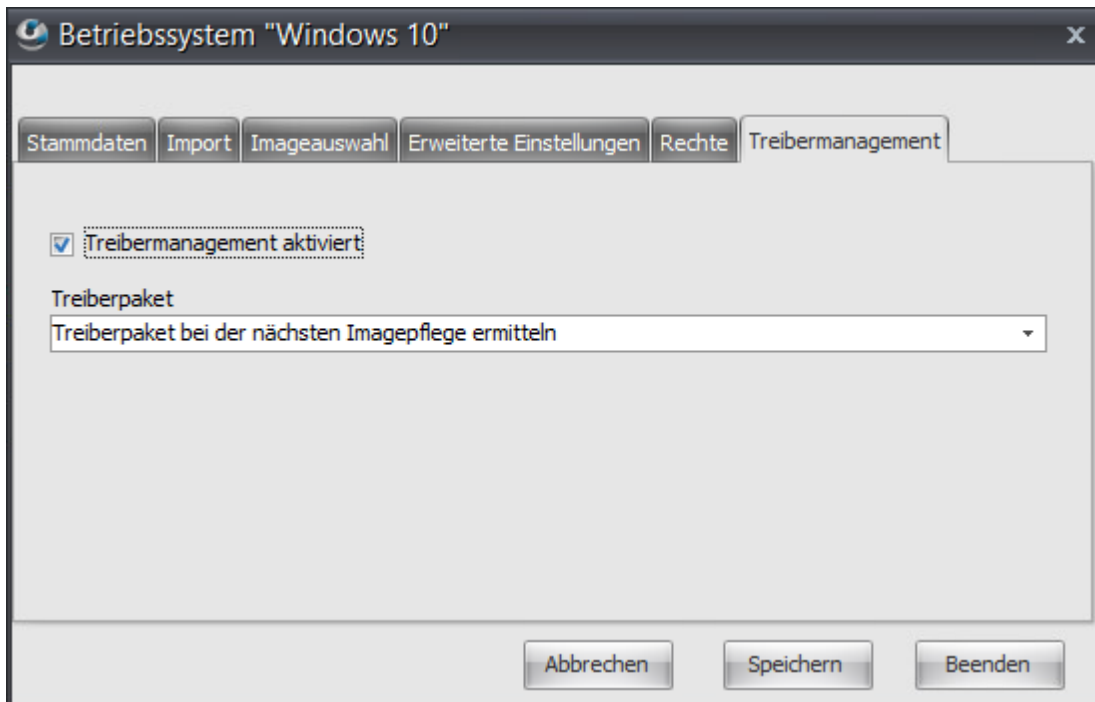 Betriebssystem "Windows 10"
x
Stammdaten Import Imageauswahl Erweiterte Einstellungen Rechte Treibermanagement
Treibermanagement aktiviert
Treiberpaket
Treiberpaket bei der nächsten Imagepflege ermitteln
Abbrechen Speichern Beenden